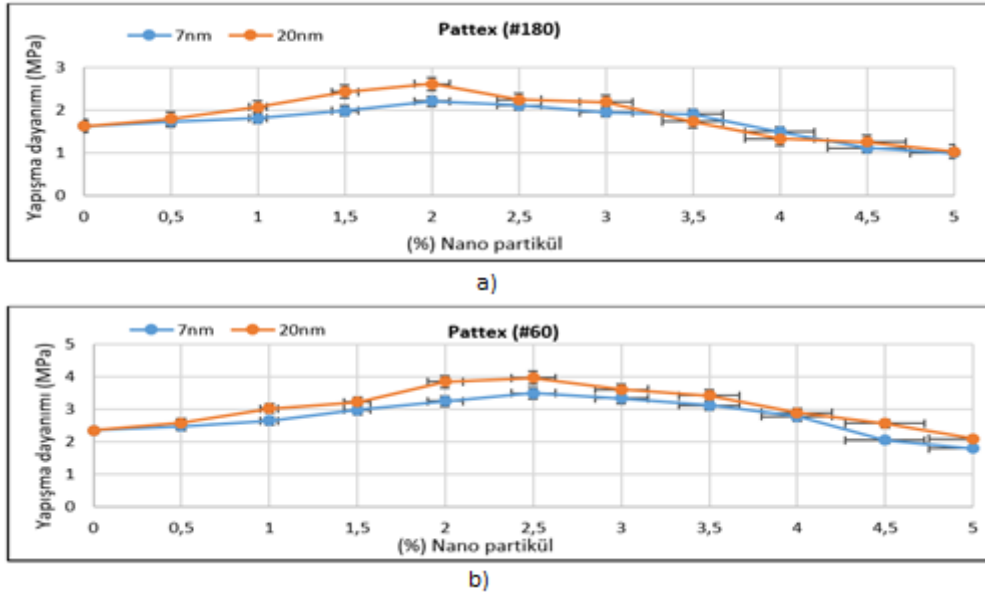 Pattex (#180)
7nm 20nm
Yapışma dayanımı (MPa)
3
2
1
0
0 0,5 1 1,5 2 2,5 3 3,5 4 4,5 5
(%) Nano partikül
a)
Pattex (#60)
7nm 20nm
Yapışma dayanımı (MPa)
5
4
3
2
1
0
0 0,5 1 1,5 2 2,5 3 3,5 4 4,5 5
(%) Nano partikül
b)